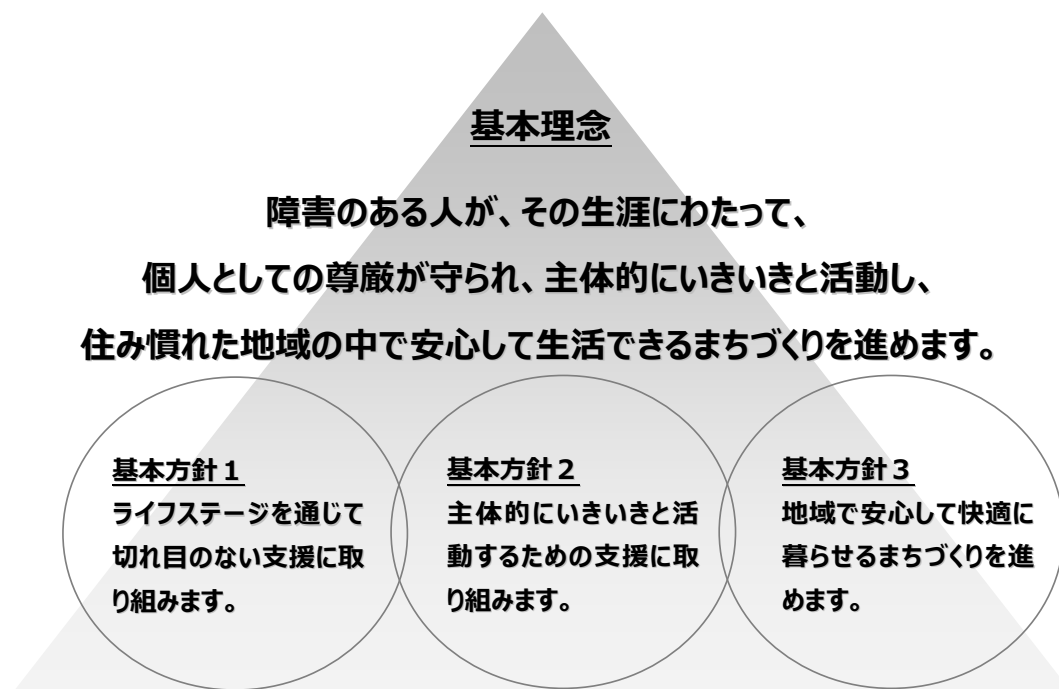 基本理念
障害のある人が、その生涯にわたって、
個人としての尊厳が守られ、主体的にいきいきと活動し、
住み慣れた地域の中で安心して生活できるまちづくりを進めます。
基本方針１
ライフステージを通じて
切れ目のない支援に取
り組みます。
基本方針２
主体的にいきいきと活
動するための支援に取
り組みます。
基本方針３
地域で安心して快適に
暮らせるまちづくりを進
めます。